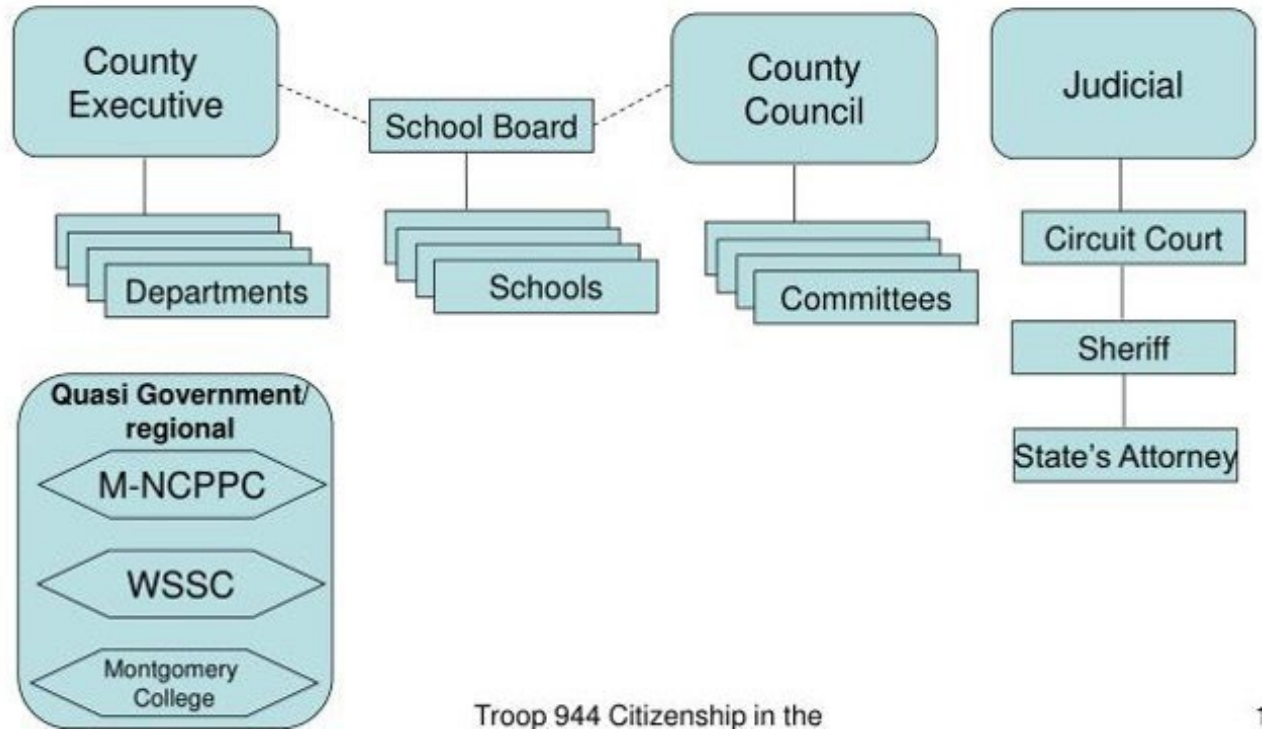 County
Executive
School Board
County
Council
Judicial
Departments
Schools
Committees
Circuit Court
Sheriff
State's Attorney
Quasi Government/
regional
M-NCPPC
WSSC
Montgomery
College
Troop 944 Citizenship in the